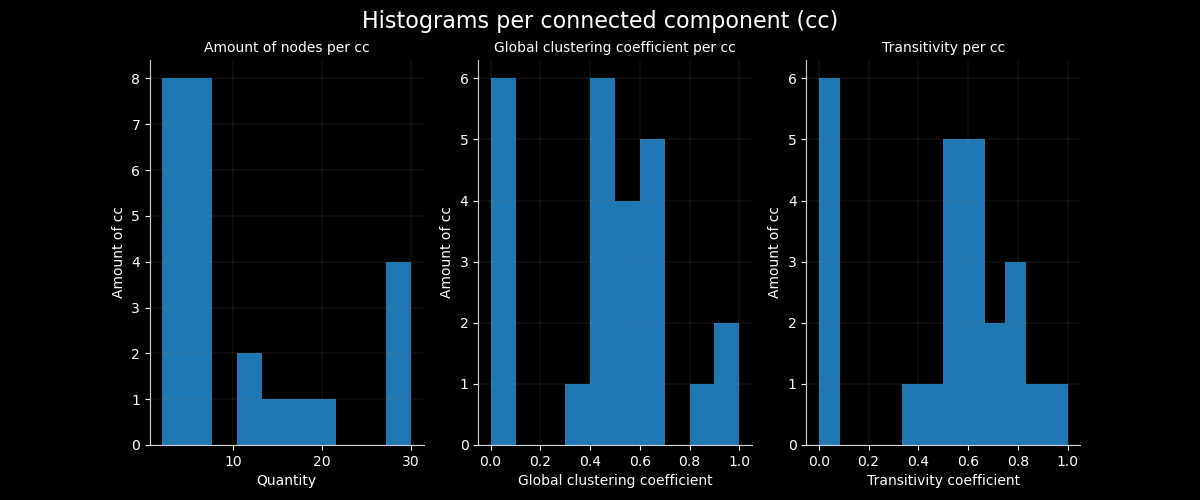 Histograms per connected component (cc)
Amount of nodes per cc
Global clustering coefficient per cc
Transitivity per cc
Amount of cc
8
7
6
5
4
3
2
1
0
10 20 30
Quantity
Amount of cc
6
5
4
3
2
1
0
0.0 0.2 0.4 0.6 0.8 1.0
Global clustering coefficient
Amount of cc
6
5
4
3
2
1
0
0.0 0.2 0.4 0.6 0.8 1.0
Transitivity coefficient